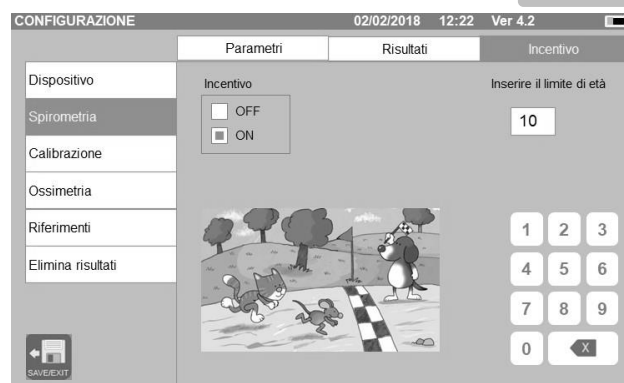 CONFIGURAZIONE 02/02/2018 12:22 Ver 4.2
Parametri Risultati Incentivo
Dispositivo
Spirometria
Calibrazione
Ossimetria
Riferimenti
Elimina risultati
Incentivo
OFF
ON
Inserire il limite di età
10
1 2 3
4 5 6
7 8 9
0 X
SAVE/EXIT